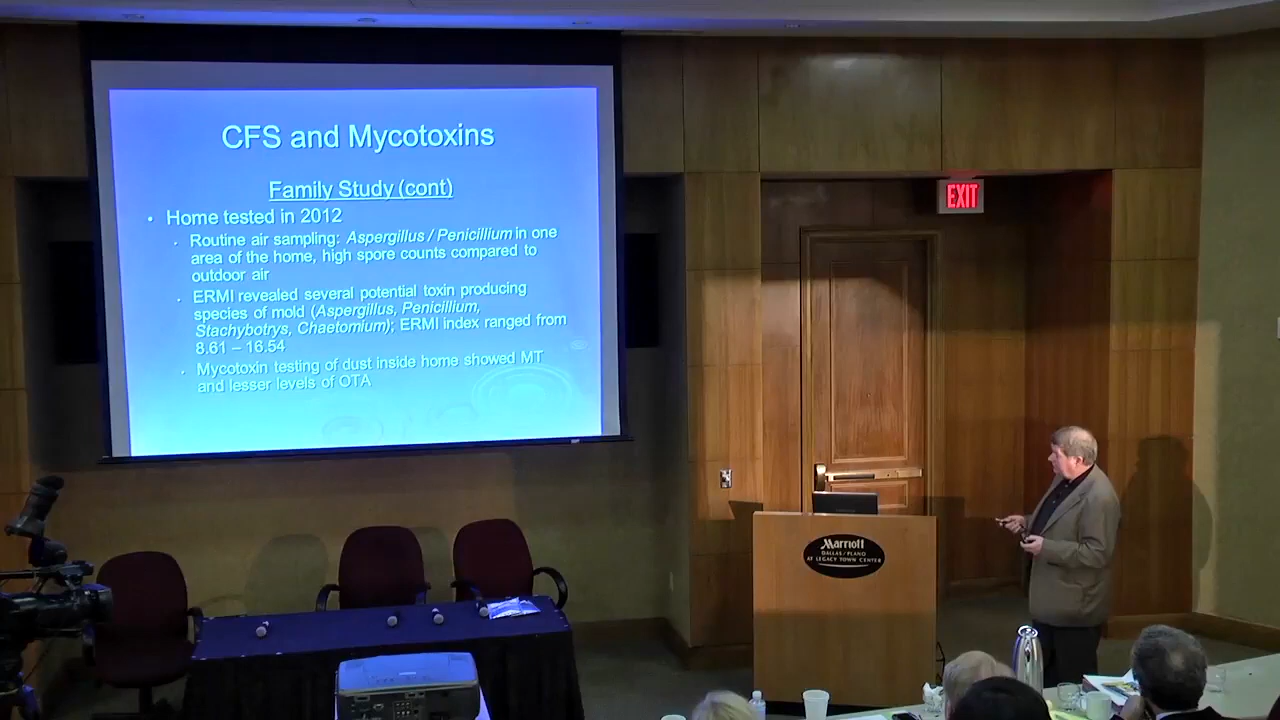 CFS and Mycotoxins
Family Study (cont)
• Home tested in 2012
• Routine air sampling: Aspergillus / Penicillium in one
area of the home, high spore counts compared to
outdoor air
• ERMI revealed several potential toxin producing
species of mold (Aspergillus, Penicillium,
Stachybotrys, Chaetomium); ERMI index ranged from
8.61 – 16.54
• Mycotoxin testing of dust inside home showed MT
and lesser levels of OTA
EXIT
Marriott
DALLAS/PLANO
AT LEGACY TOWN CENTER